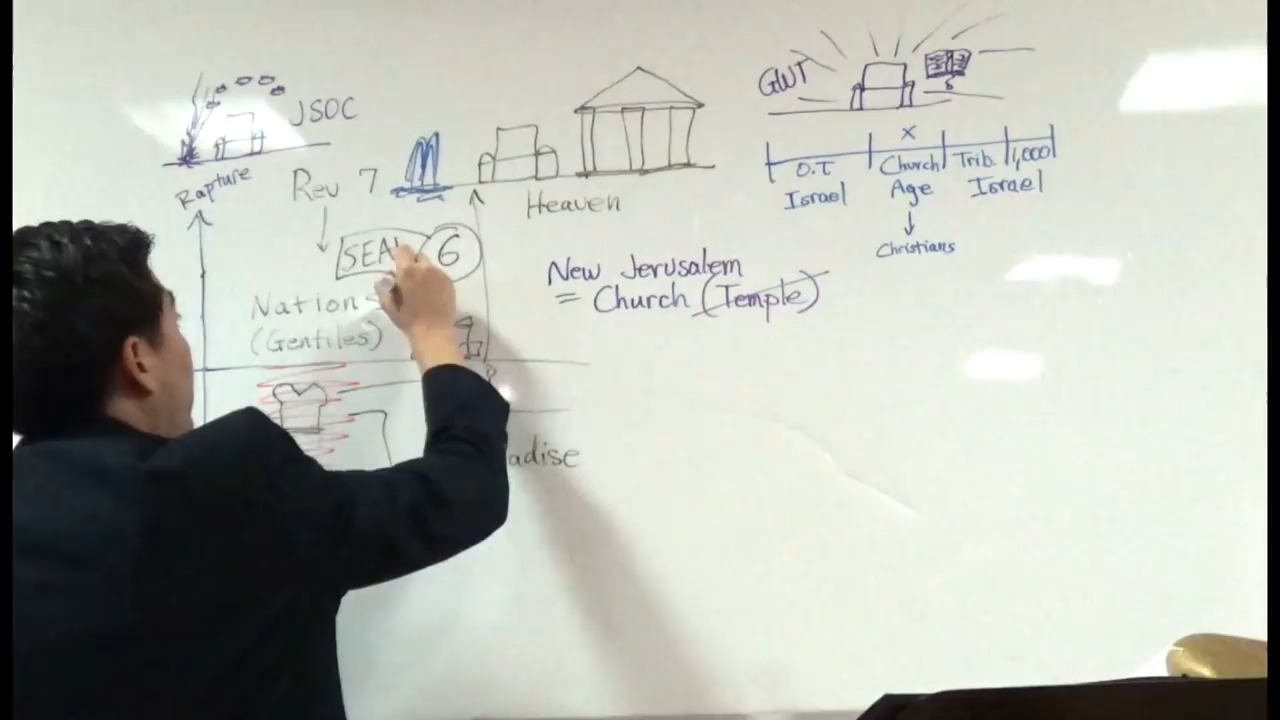 JSOC
Rapture
Rev 7
SEAL 6
Nations
(Gentiles)
Heaven
GWT
x
O.T Church Trib. 1,000
Israel Age Israel
Christians
New Jerusalem
= Church (Temple)
adise